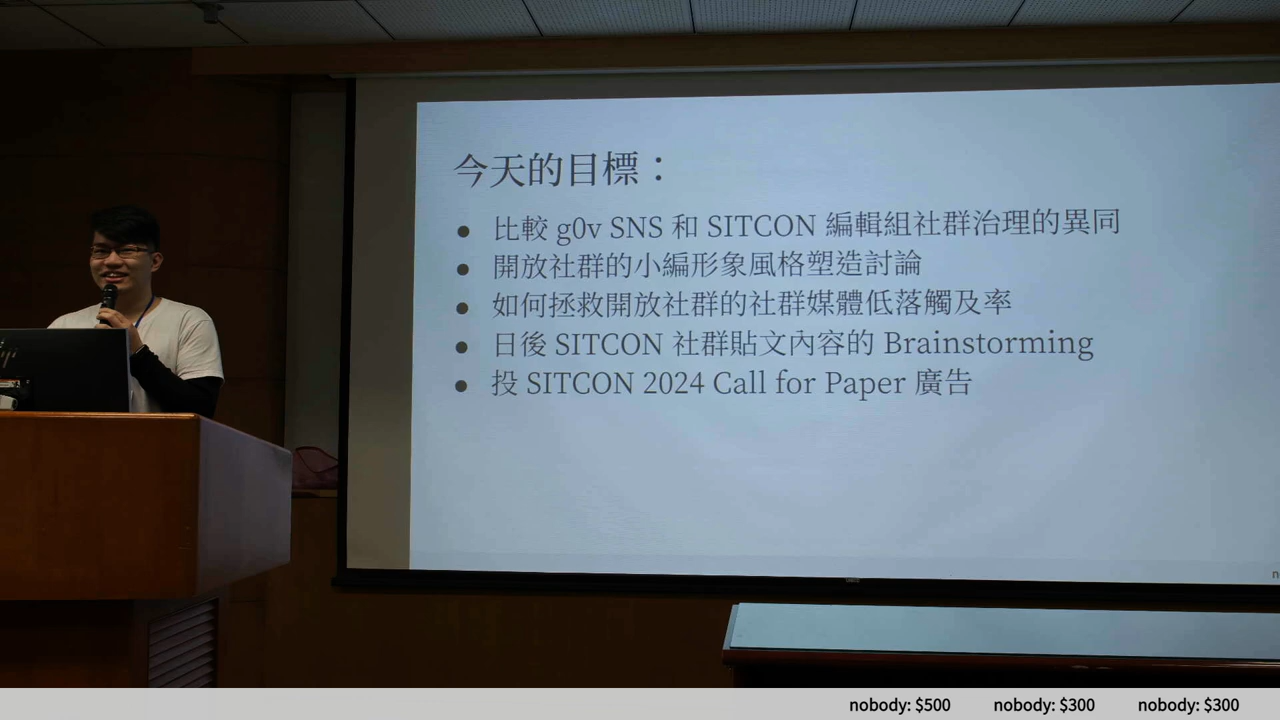 今天的目標：
● 比較 g0v SNS 和 SITCON 編輯組社群治理的異同
● 開放社群的小編形象風格塑造討論
● 如何拯救開放社群的社群媒體低落觸及率
● 日後 SITCON 社群貼文內容的 Brainstorming
● 投 SITCON 2024 Call for Paper 廣告
hp
nobody: $500 nobody: $300 nobody: $300